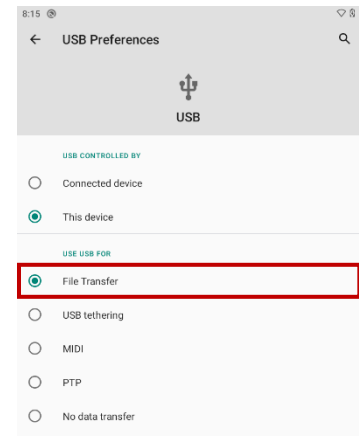 8:15
USB Preferences
USB
USB CONTROLLED BY
Connected device
This device
USE USB FOR
File Transfer
USB tethering
MIDI
PTP
No data transfer